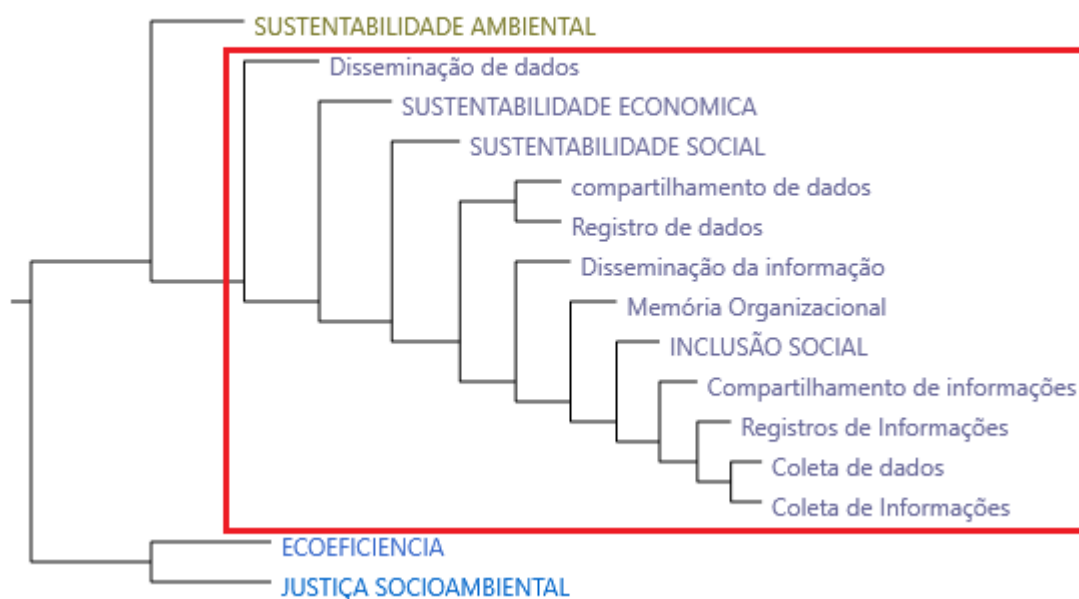 SUSTENTABILIDADE AMBIENTAL
Disseminação de dados
SUSTENTABILIDADE ECONOMICA
SUSTENTABILIDADE SOCIAL
compartilhamento de dados
Registro de dados
Disseminação da informação
Memória Organizacional
INCLUSÃO SOCIAL
Compartilhamento de informações
Registros de Informações
Coleta de dados
Coleta de Informações
ECOEFICIENCIA
JUSTIÇA SOCIOAMBIENTAL